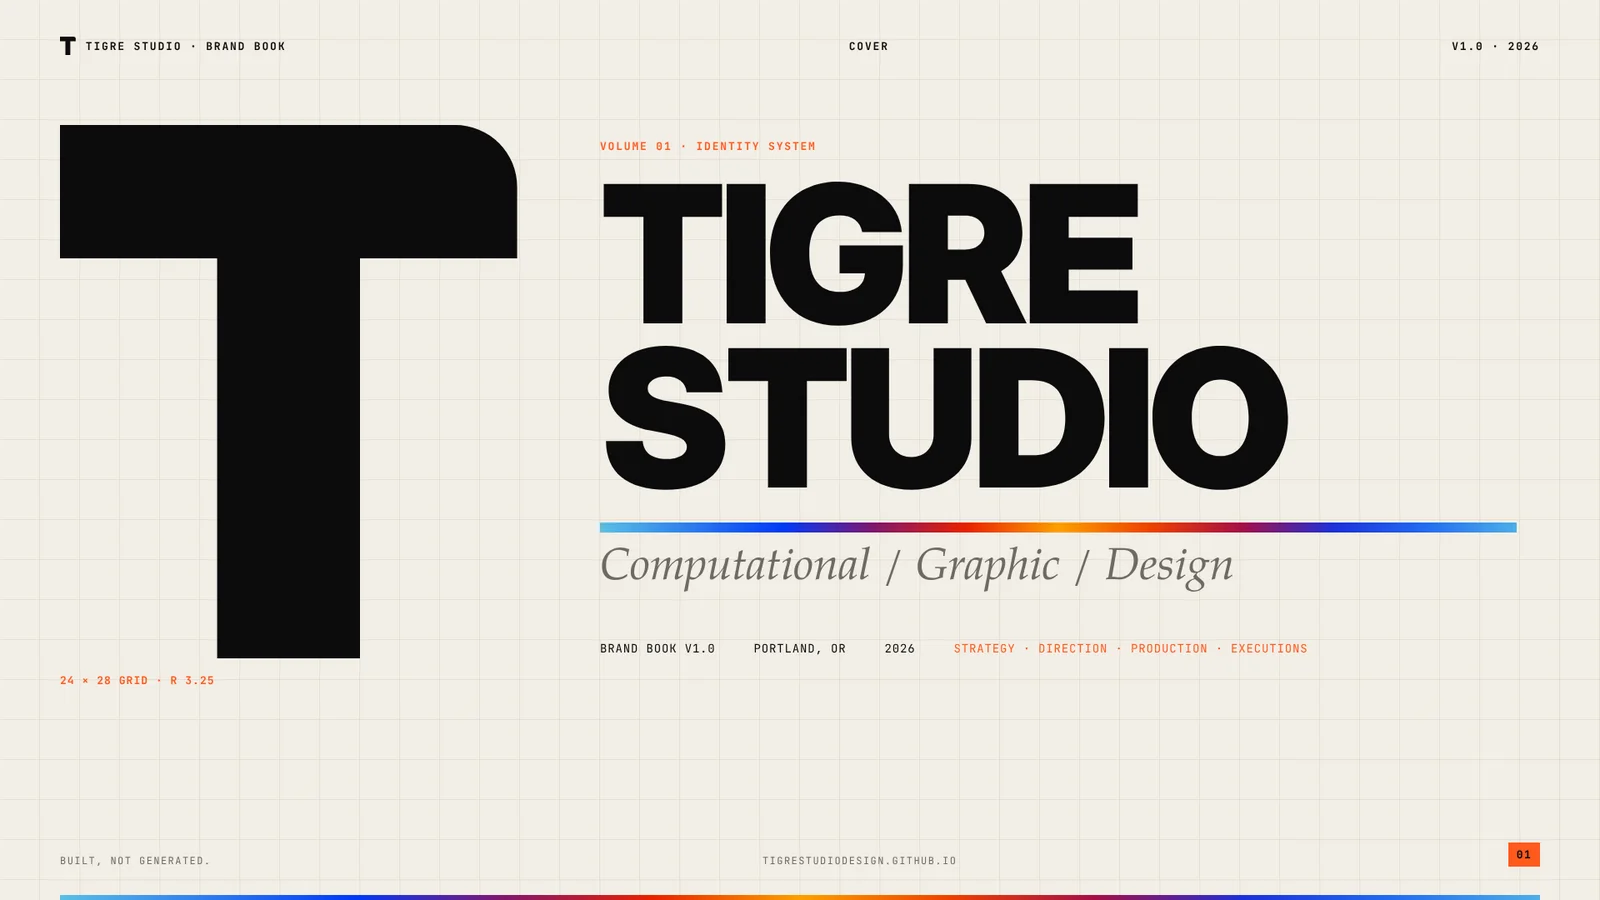 TIGRE STUDIO · BRAND BOOK
COVER
V1.0 · 2026
T
24 × 28 GRID · R 3.25
VOLUME 01 · IDENTITY SYSTEM
TIGRE
STUDIO
Computational / Graphic / Design
BRAND BOOK V1.0
PORTLAND, OR
2026
STRATEGY · DIRECTION · PRODUCTION · EXECUTIONS
BUILT, NOT GENERATED.
TIGRESTUDIODESIGN.GITHUB.IO
01